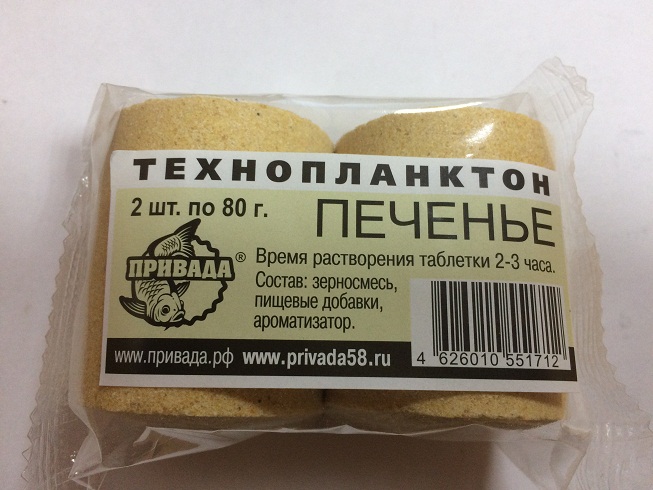 ТЕХНОПЛАНКТОН
2 шт. по 80 г.
ПЕЧЕНЬЕ
ПРИВАДА®
Время растворения таблетки 2-3 часа.
Состав: зерносмесь,
пищевые добавки,
ароматизатор.
www.привада.рф www.privada58.ru
4 626010 551712